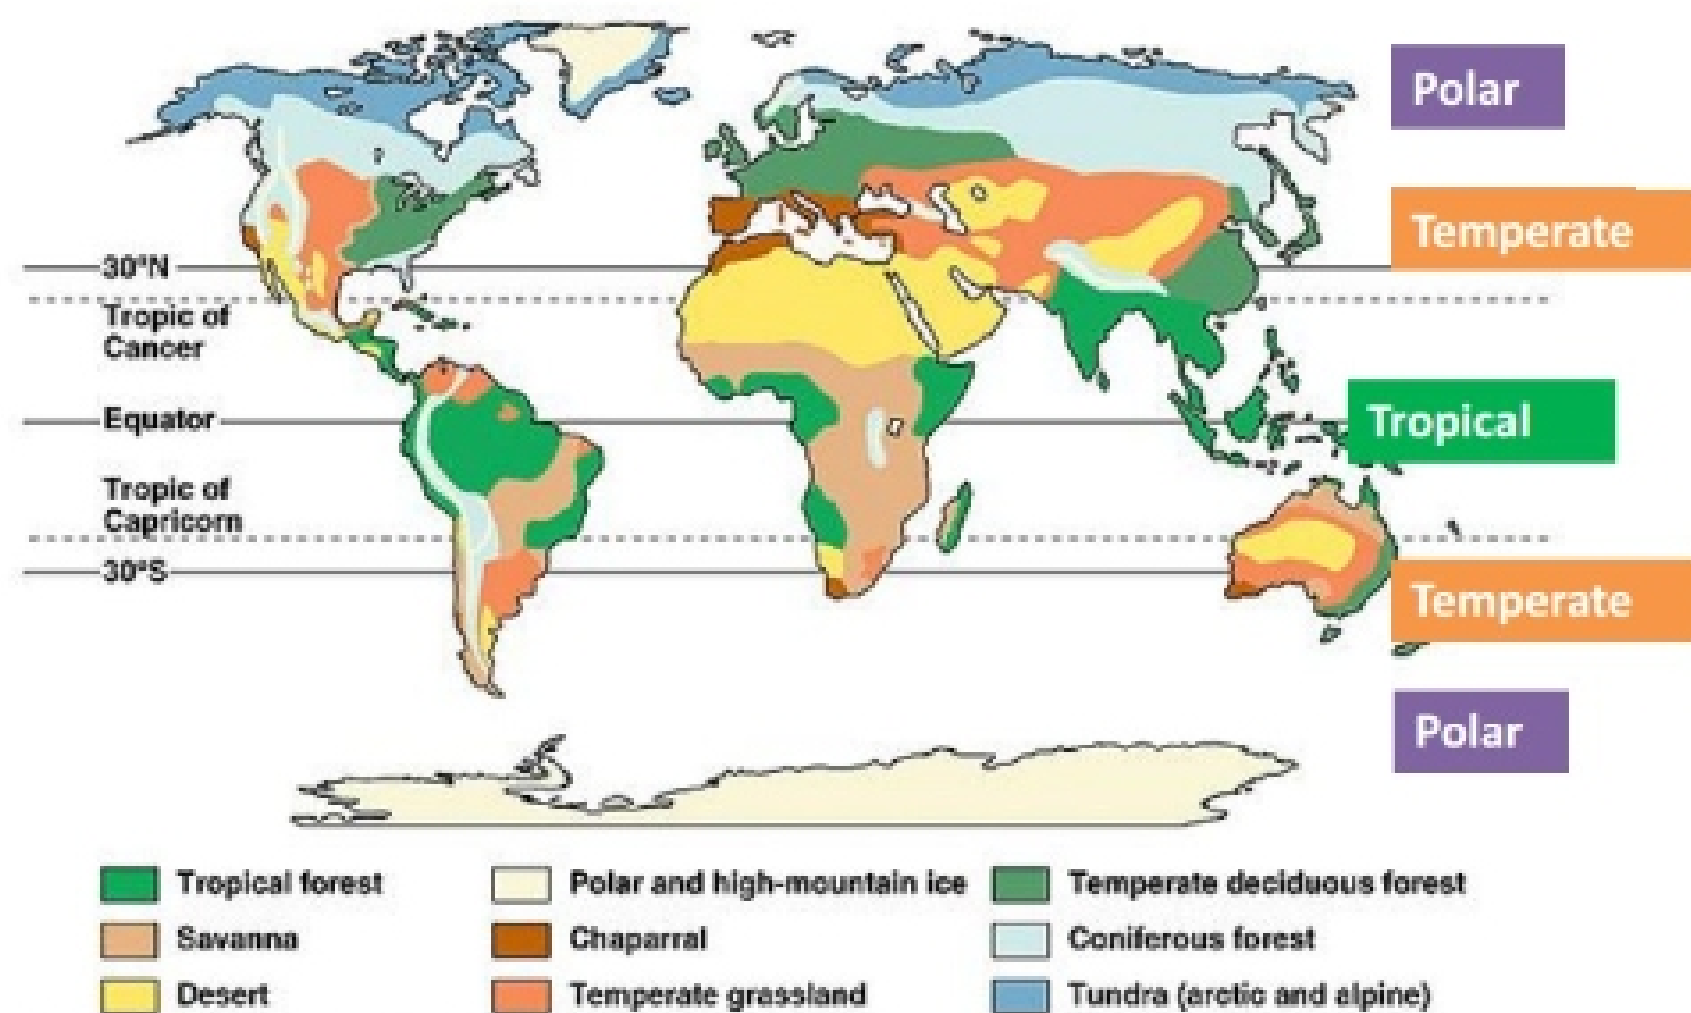 Polar
Temperate
30°N
Tropic of
Cancer
Equator
Tropical
Tropic of
Capricorn
30°S
Temperate
Polar
Tropical forest
Polar and high-mountain ice
Temperate deciduous forest
Savanna
Chaparral
Coniferous forest
Desert
Temperate grassland
Tundra (arctic and alpine)